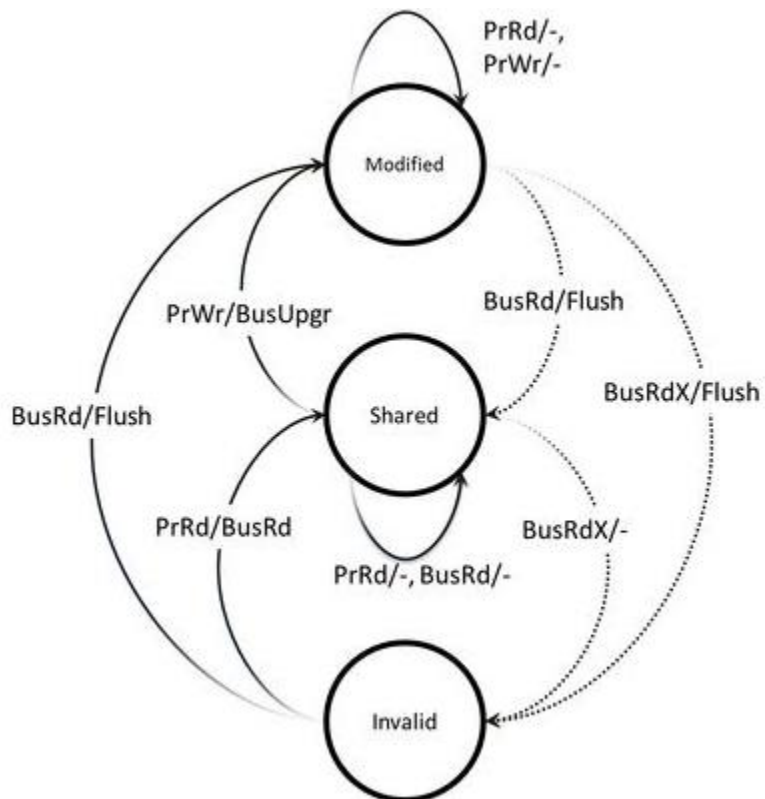 PrRd/-,
PrWr/-
Modified
PrWr/BusUpgr
BusRd/Flush
BusRd/Flush
Shared
BusRdX/Flush
PrRd/BusRd
BusRdX/-
PrRd/-, BusRd/-
Invalid